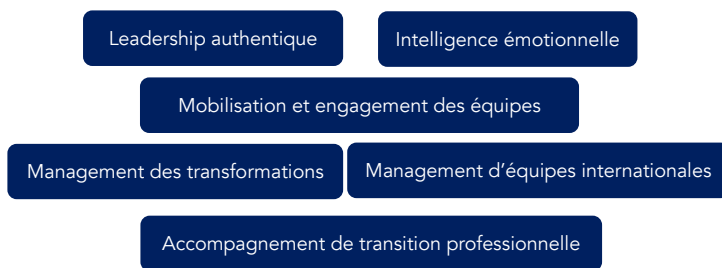 Leadership authentique
Intelligence émotionnelle
Mobilisation et engagement des équipes
Management des transformations
Management d'équipes internationales
Accompagnement de transition professionnelle